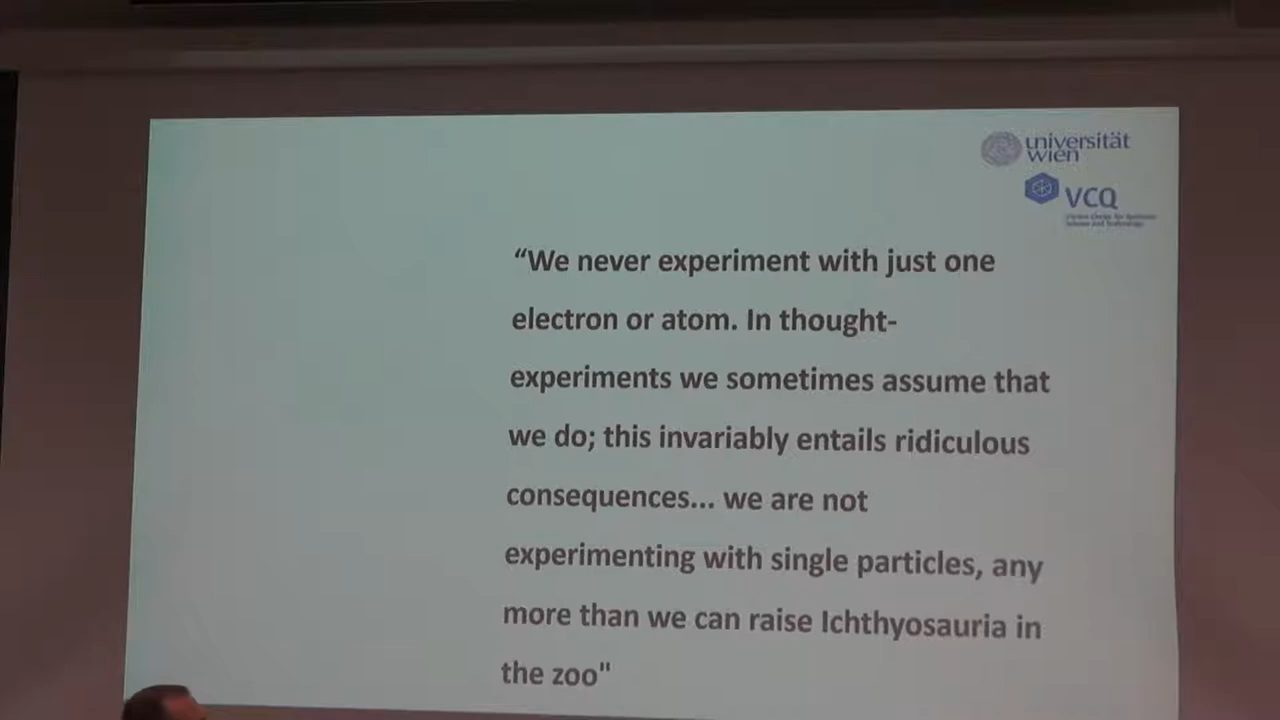 universität
wien
VCQ
“We never experiment with just one
electron or atom. In thought-
experiments we sometimes assume that
we do; this invariably entails ridiculous
consequences... we are not
experimenting with single particles, any
more than we can raise Ichthyosauria in
the zoo"